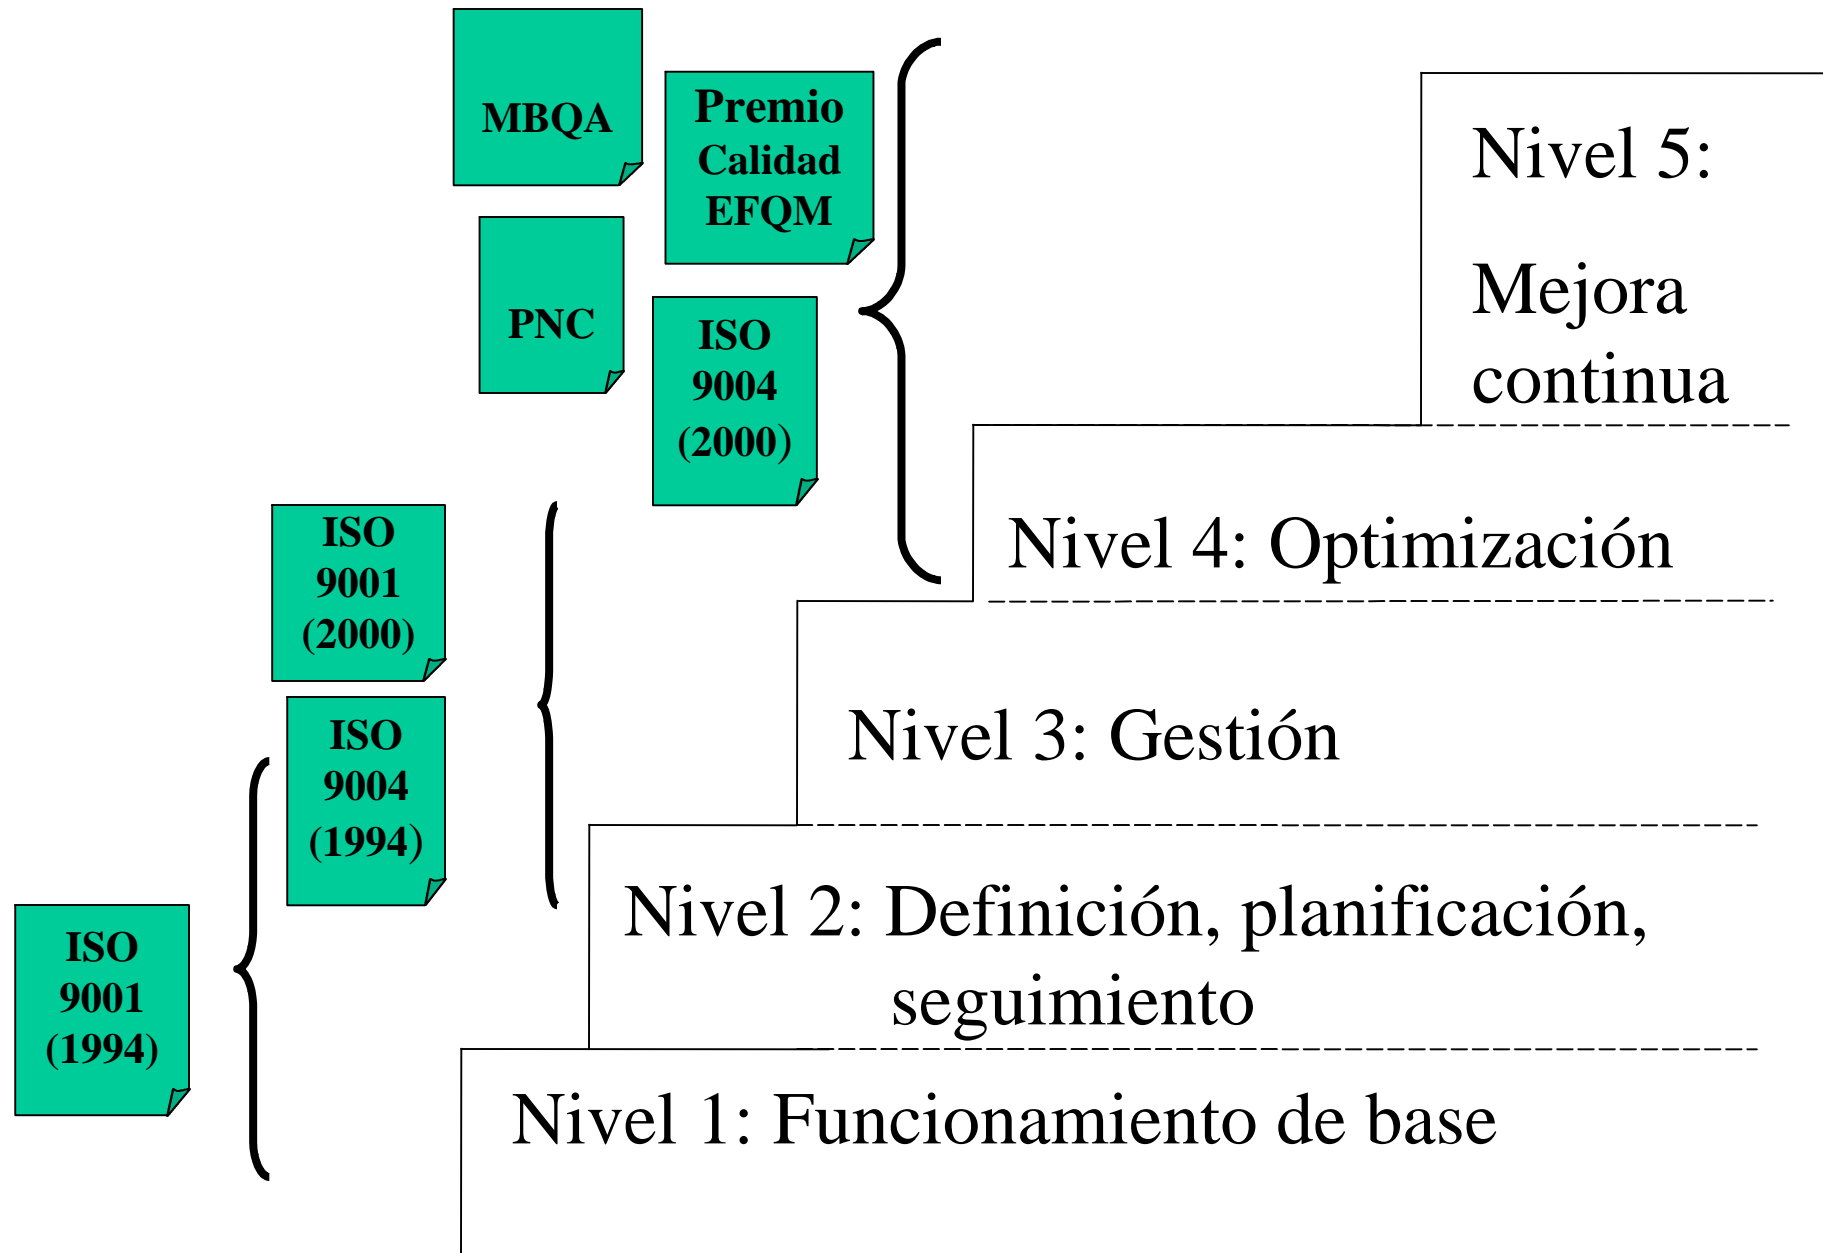 MBQA
Premio
Calidad
EFQM
PNC
ISO
9004
(2000)
ISO
9001
(2000)
ISO
9004
(1994)
ISO
9001
(1994)
Nivel 5:
Mejora
continua
Nivel 4: Optimización
Nivel 3: Gestión
Nivel 2: Definición, planificación,
seguimiento
Nivel 1: Funcionamiento de base